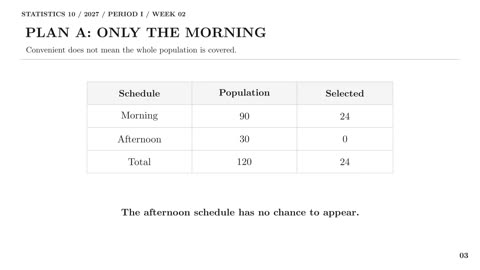 STATISTICS 10 / 2027 / PERIOD I / WEEK 02
PLAN A: ONLY THE MORNING
Convenient does not mean the whole population is covered.
Schedule Population Selected
Morning 90 24
Afternoon 30 0
Total 120 24
The afternoon schedule has no chance to appear.
03